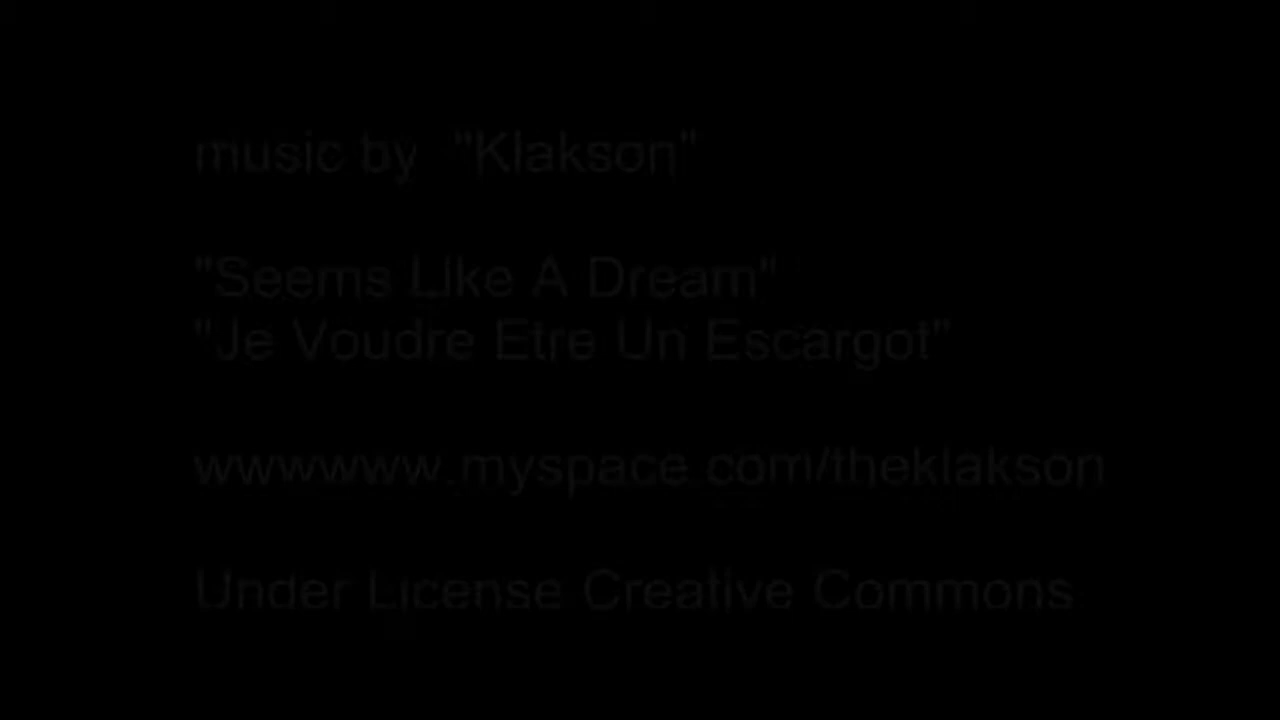 music by "Klakson"
"Seems Like A Dream"
"Je Voudre Etre Un Escargot"
wwwwww.myspace.com/theklakson
Under License Creative Commons